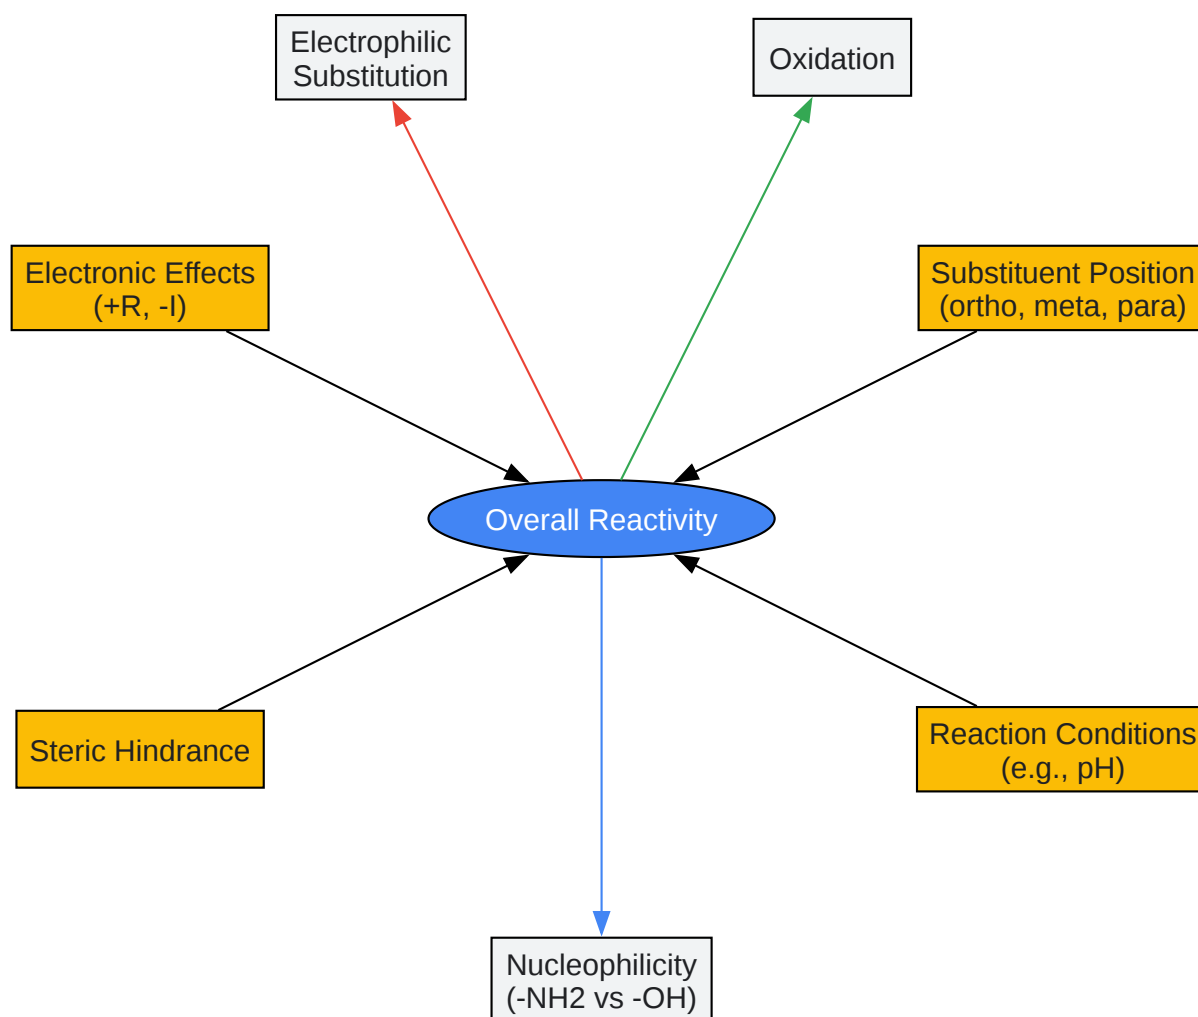 Electrophilic
Substitution
Oxidation
Electronic Effects
(+R, -I)
Substituent Position
(ortho, meta, para)
Overall Reactivity
Steric Hindrance
Reaction Conditions
(e.g., pH)
Nucleophilicity
(-NH2 vs -OH)